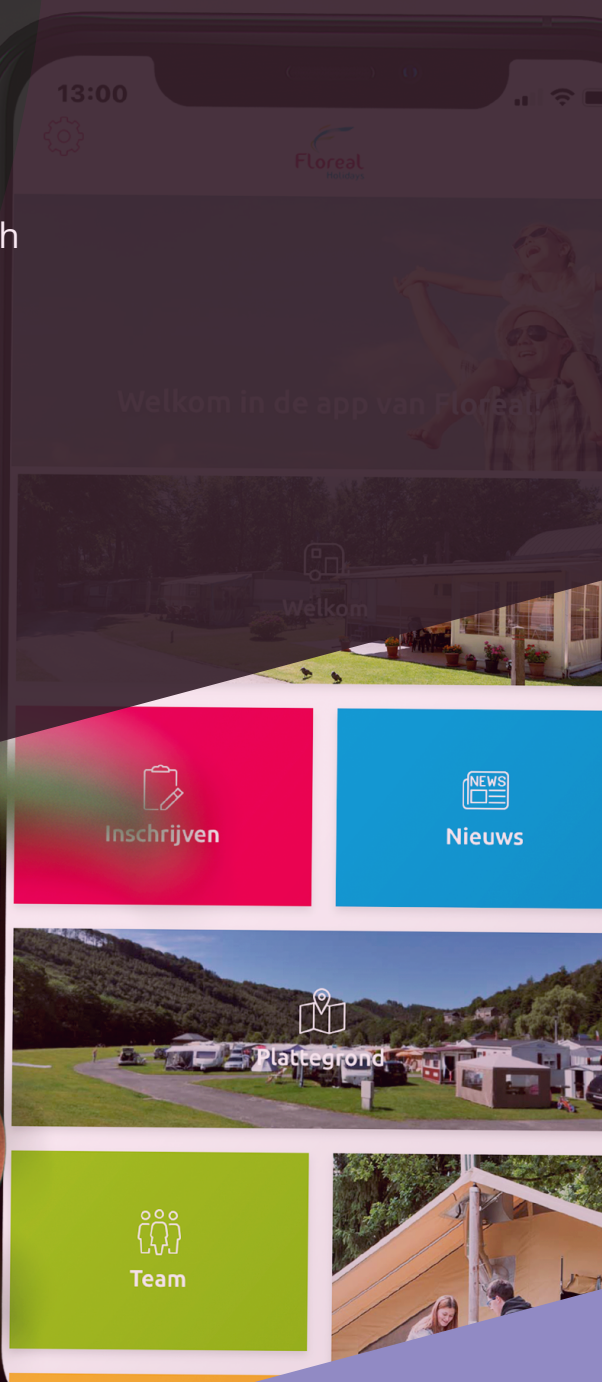 13:00
Floreal
h
Welkom in de app van Floreal!
Welkom
Inschrijven
NEWS
Nieuws
Plattegrond
Team